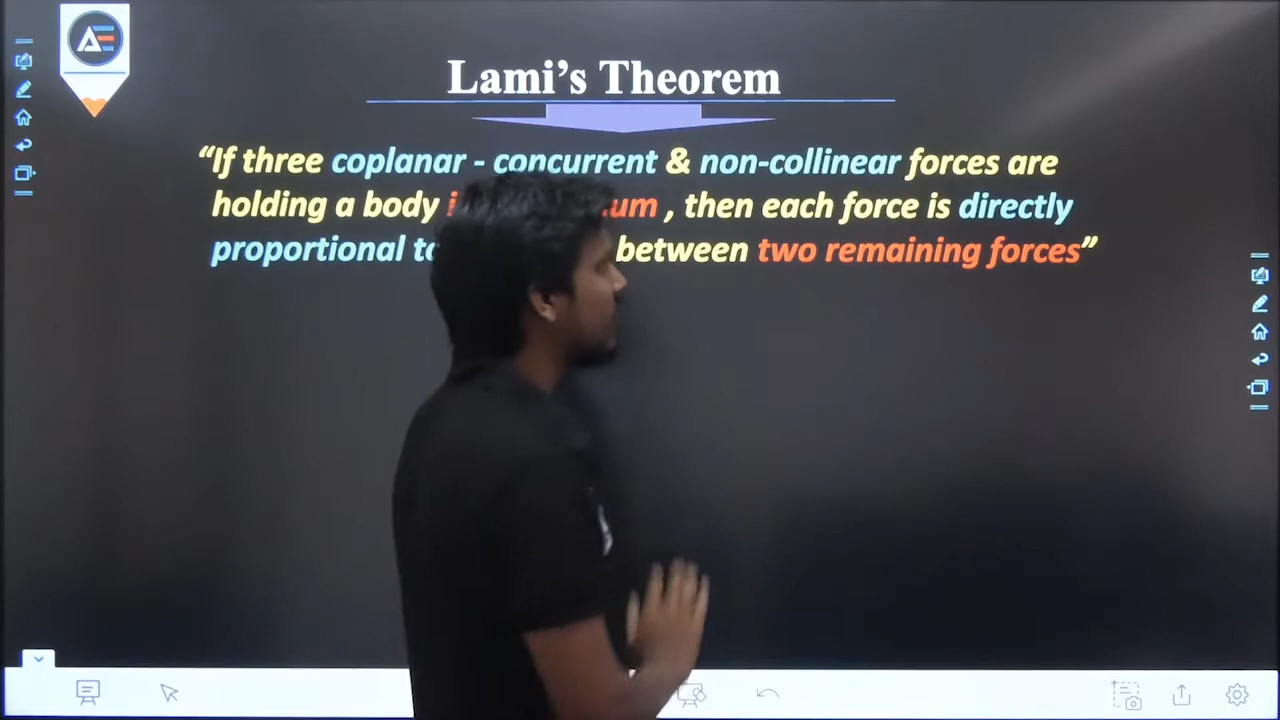 AE
Lami's Theorem
“If three coplanar - concurrent & non-collinear forces are
holding a body , then each force is directly
proportional between two remaining forces”